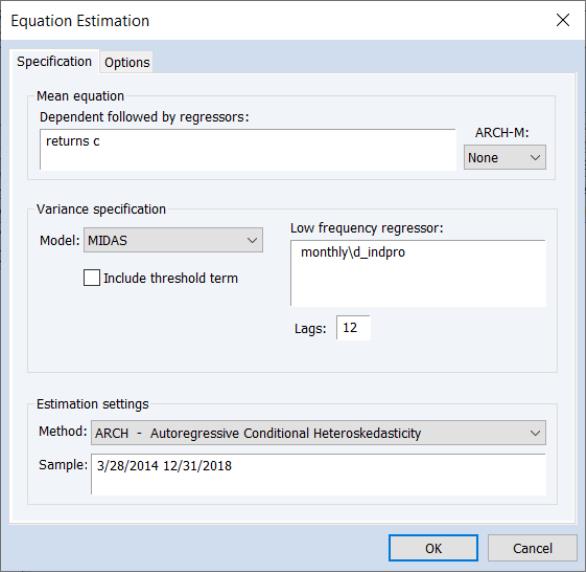 Equation Estimation
Specification Options
Mean equation
Dependent followed by regressors:
returns c
ARCH-M:
None
Variance specification
Model: MIDAS
Include threshold term
Low frequency regressor:
monthly\d_indpro
Lags: 12
Estimation settings
Method: ARCH - Autoregressive Conditional Heteroskedasticity
Sample: 3/28/2014 12/31/2018
OK Cancel